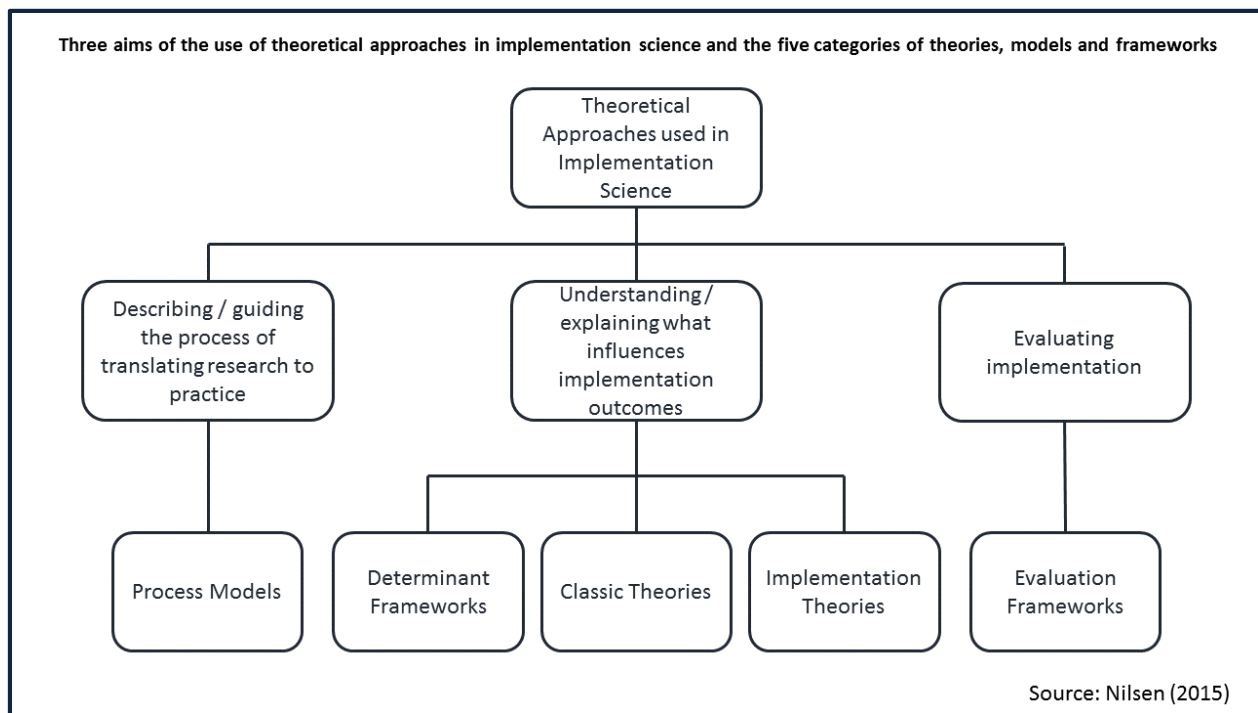 Three aims of the use of theoretical approaches in implementation science and the five categories of theories, models and frameworks
Theoretical
Approaches used in
Implementation
Science
Describing / guiding
the process of
translating research to
practice
Understanding /
explaining what
influences
implementation
outcomes
Evaluating
implementation
Process Models
Determinant
Frameworks
Classic Theories
Implementation
Theories
Evaluation
Frameworks
Source: Nilsen (2015)